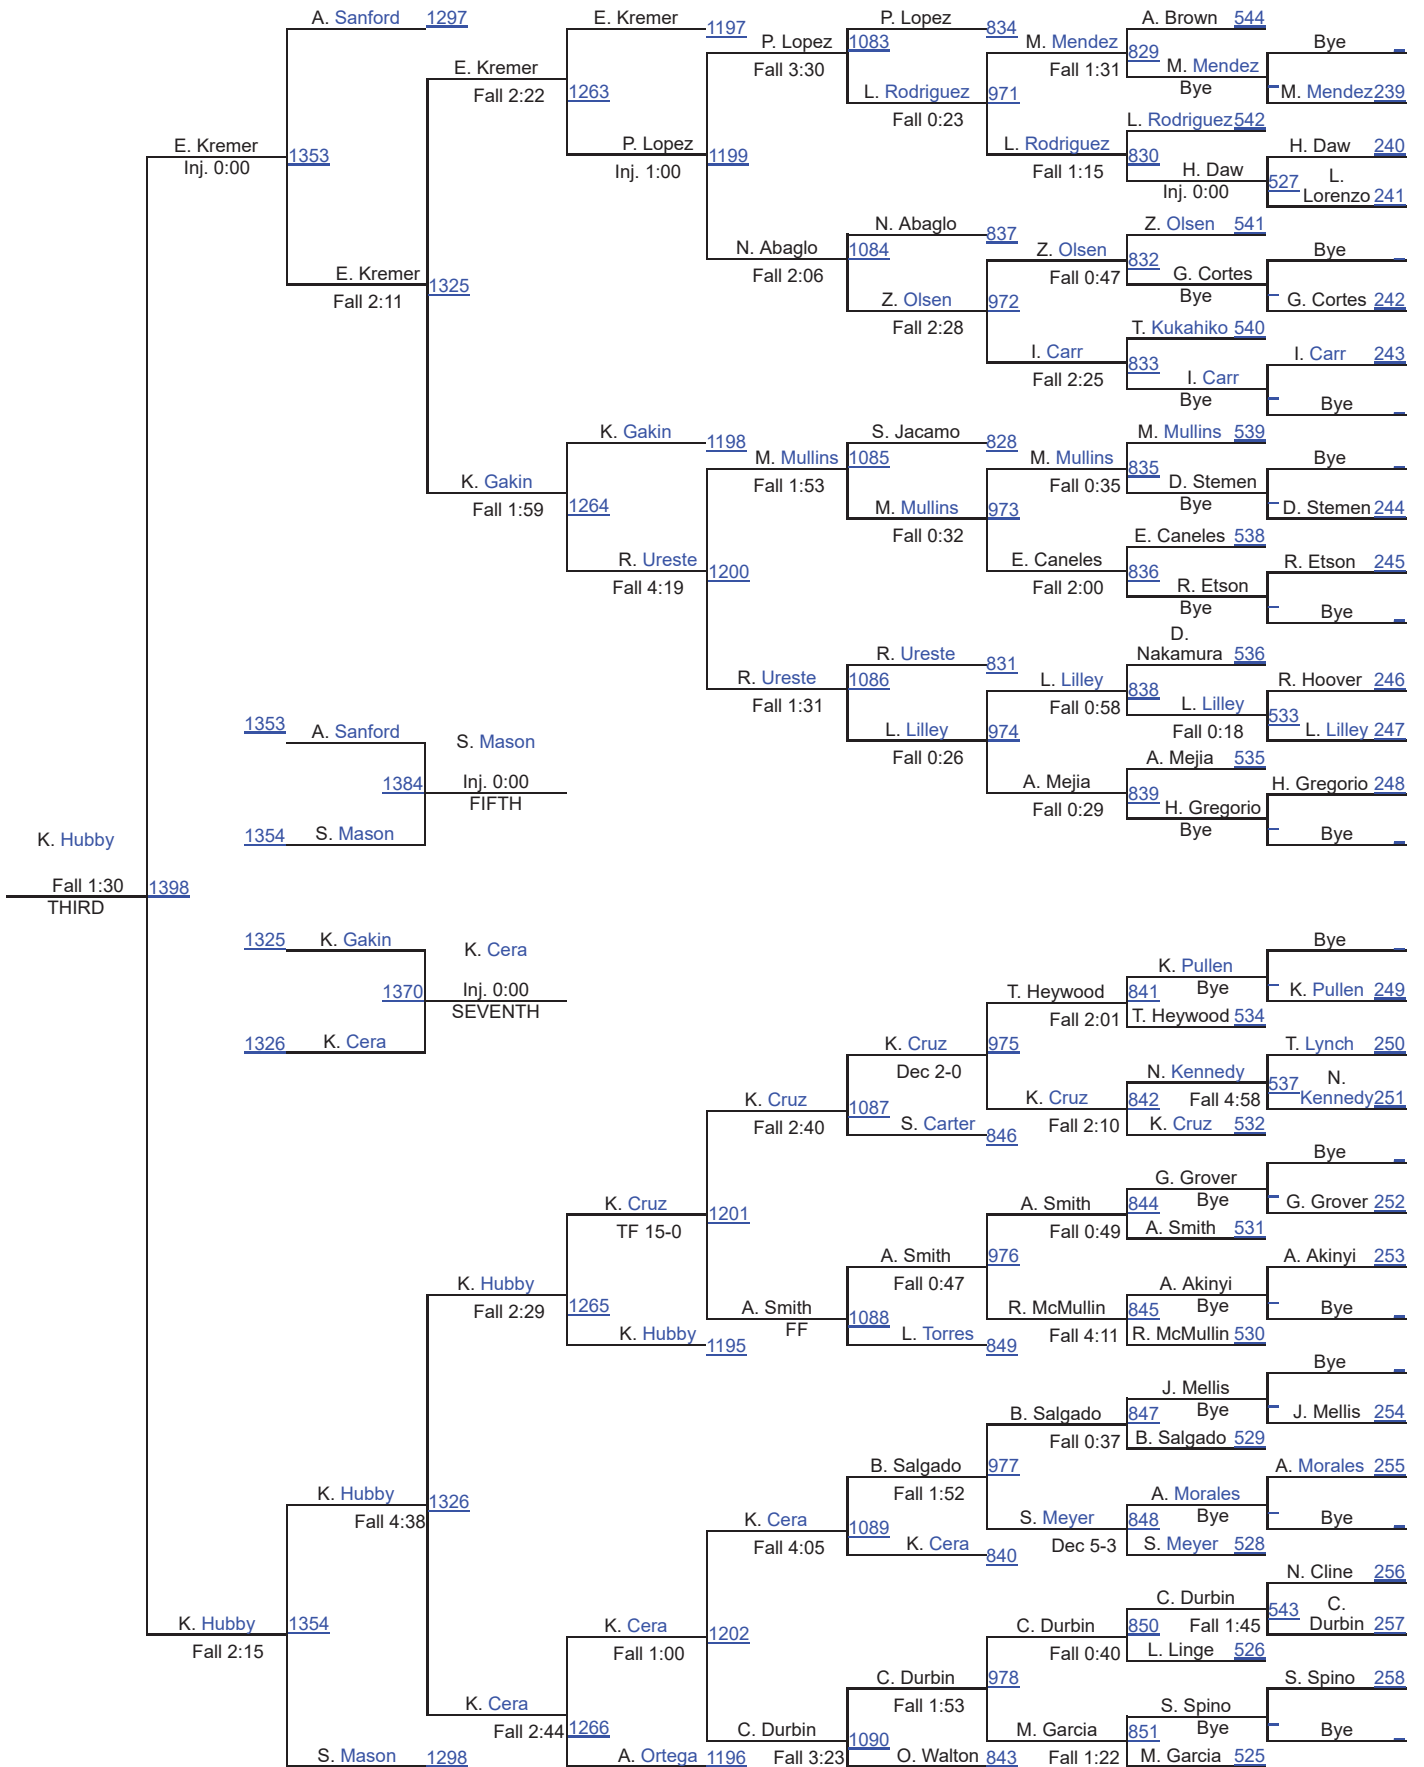 A. Sanford 1297
E. Kremer
P. Lopez
A. Brown 544
1197
834
P. Lopez
1083
M. Mendez
829
Bye
E. Kremer
Fall 3:30
Fall 1:31
M. Mendez
Fall 2:22
1263
L. Rodriguez
971
Bye
M. Mendez 239
Fall 0:23
L. Rodriguez 542
E. Kremer
1353
P. Lopez
1199
L. Rodriguez
830
H. Daw 240
Inj. 0:00
Inj. 1:00
Fall 1:15
H. Daw
527
L.
Inj. 0:00
Lorenzo 241
N. Abaglo
837
Z. Olsen 541
N. Abaglo
1084
Z. Olsen
832
Bye
E. Kremer
1325
Fall 2:06
Fall 0:47
G. Cortes
Fall 2:11
Z. Olsen
972
Bye
G. Cortes 242
Fall 2:28
T. Kukahiko 540
I. Carr
833
I. Carr 243
Fall 2:25
I. Carr
Bye
Bye
K. Gakin
1198
S. Jacamo
828
M. Mullins 539
M. Mullins
1085
M. Mullins
835
Bye
K. Gakin
Fall 1:53
Fall 0:35
D. Stemen
Fall 1:59
1264
M. Mullins
973
Bye
D. Stemen 244
Fall 0:32
E. Caneles 538
R. Ureste
1200
E. Caneles
836
R. Etson 245
Fall 4:19
Fall 2:00
R. Etson
Bye
Bye
D.
R. Ureste
831
Nakamura 536
R. Ureste
1086
L. Lilley
838
R. Hoover 246
Fall 1:31
Fall 0:58
L. Lilley
533
1353
A. Sanford
S. Mason
L. Lilley
974
Fall 0:18
L. Lilley 247
Fall 0:26
A. Mejia 535
1384
Inj. 0:00
A. Mejia
839
H. Gregorio 248
FIFTH
Fall 0:29
H. Gregorio
1354
S. Mason
Bye
Bye
K. Hubby
Fall 1:30
1398
THIRD
1325
K. Gakin
K. Cera
Bye
K. Pullen
1370
Inj. 0:00
T. Heywood
841
Bye
K. Pullen 249
SEVENTH
Fall 2:01
T. Heywood 534
1326
K. Cera
K. Cruz
975
T. Lynch 250
Dec 2-0
N. Kennedy
537
N.
K. Cruz
1087
K. Cruz
842
Fall 4:58
Kennedy 251
Fall 2:40
S. Carter
846
Fall 2:10
K. Cruz 532
Bye
G. Grover
K. Cruz
1201
A. Smith
844
Bye
G. Grover 252
TF 15-0
Fall 0:49
A. Smith 531
A. Smith
976
A. Akinyi 253
K. Hubby
Fall 0:47
A. Akinyi
Fall 2:29
1265
A. Smith
1088
R. McMullin
845
Bye
Bye
K. Hubby
1195
FF
L. Torres
849
Fall 4:11
R. McMullin 530
Bye
J. Mellis
B. Salgado
847
Bye
J. Mellis 254
Fall 0:37
B. Salgado 529
B. Salgado
977
A. Morales 255
K. Hubby
1326
Fall 1:52
A. Morales
Fall 4:38
K. Cera
1089
S. Meyer
848
Bye
Bye
Fall 4:05
K. Cera
840
Dec 5-3
S. Meyer 528
N. Cline 256
C. Durbin
543
C.
K. Hubby
1354
K. Cera
1202
C. Durbin
850
Fall 1:45
Durbin 257
Fall 2:15
Fall 1:00
Fall 0:40
L. Linge 526
C. Durbin
978
S. Spino 258
K. Cera
Fall 1:53
S. Spino
Fall 2:44
1266
C. Durbin
1090
M. Garcia
851
Bye
Bye
S. Mason 1298
A. Ortega 1196
Fall 3:23
O. Walton 843
Fall 1:22
M. Garcia 525